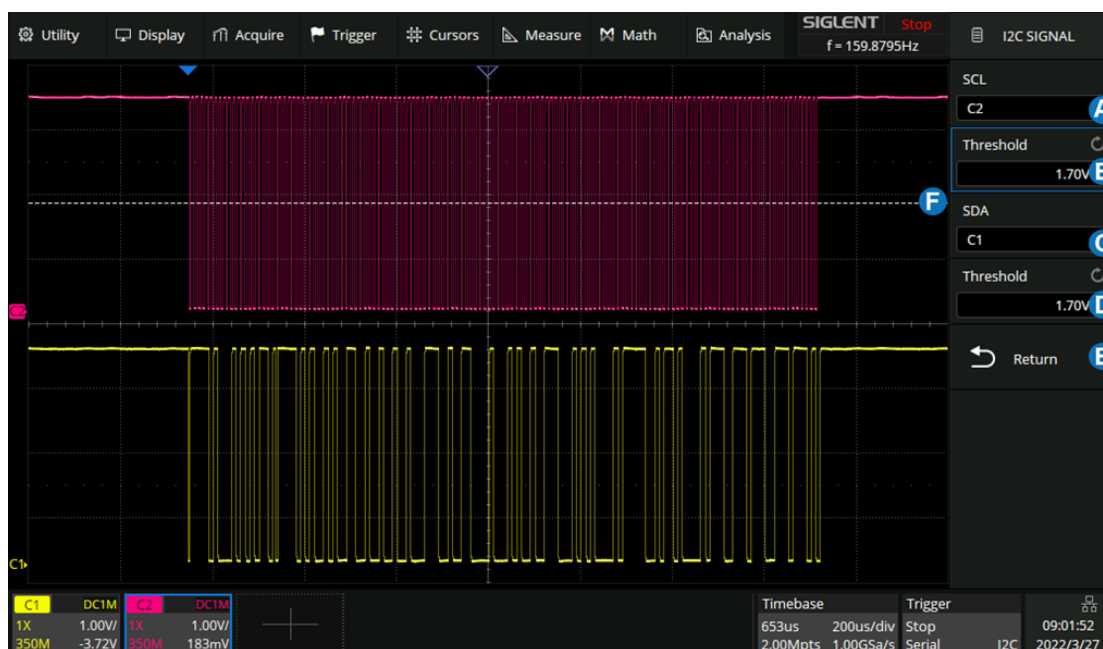 Utility Display Acquire Trigger Cursors Measure Math Analysis SIGLENT Stop
f = 159.8795Hz
I2C SIGNAL
SCL
C2 A
Threshold
1.70V B
F
SDA
C1 C
Threshold
1.70V D
Return E
C2
C1
C1 DC1M
1X 1.00V/
350M -3.72V
C2 DC1M
1X 1.00V/
350M 183mV
Timebase
653us 200us/div
2.00Mpts 1.00GSa/s
Trigger
Stop
Serial I2C
09:01:52
2022/3/27